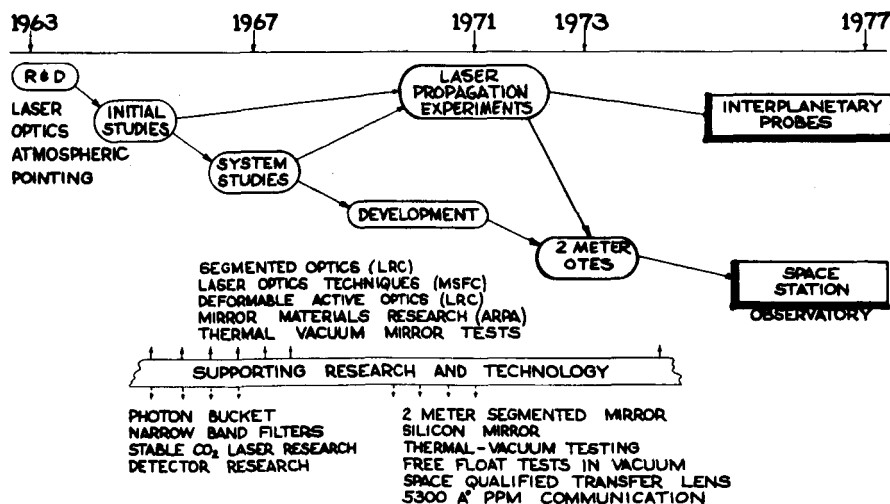 1963 1967 1971 1973 1977
R & D
LASER
OPTICS
ATMOSPHERIC
POINTING
INITIAL
STUDIES
SYSTEM
STUDIES
LASER
PROPAGATION
EXPERIMENTS
DEVELOPMENT
2 METER
OTES
INTERPLANETARY
PROBES
SPACE
STATION
OBSERVATORY
SEGMENTED OPTICS (LRC)
LASER OPTICS TECHNIQUES (MSFC)
DEFORMABLE ACTIVE OPTICS (LRC)
MIRROR MATERIALS RESEARCH (ARPA)
THERMAL VACUUM MIRROR TESTS
SUPPORTING RESEARCH AND TECHNOLOGY
PHOTON BUCKET
NARROW BAND FILTERS
STABLE CO₂ LASER RESEARCH
DETECTOR RESEARCH
2 METER SEGMENTED MIRROR
SILICON MIRROR
THERMAL-VACUUM TESTING
FREE FLOAT TESTS IN VACUUM
SPACE QUALIFIED TRANSFER LENS
5300 A° PPM COMMUNICATION